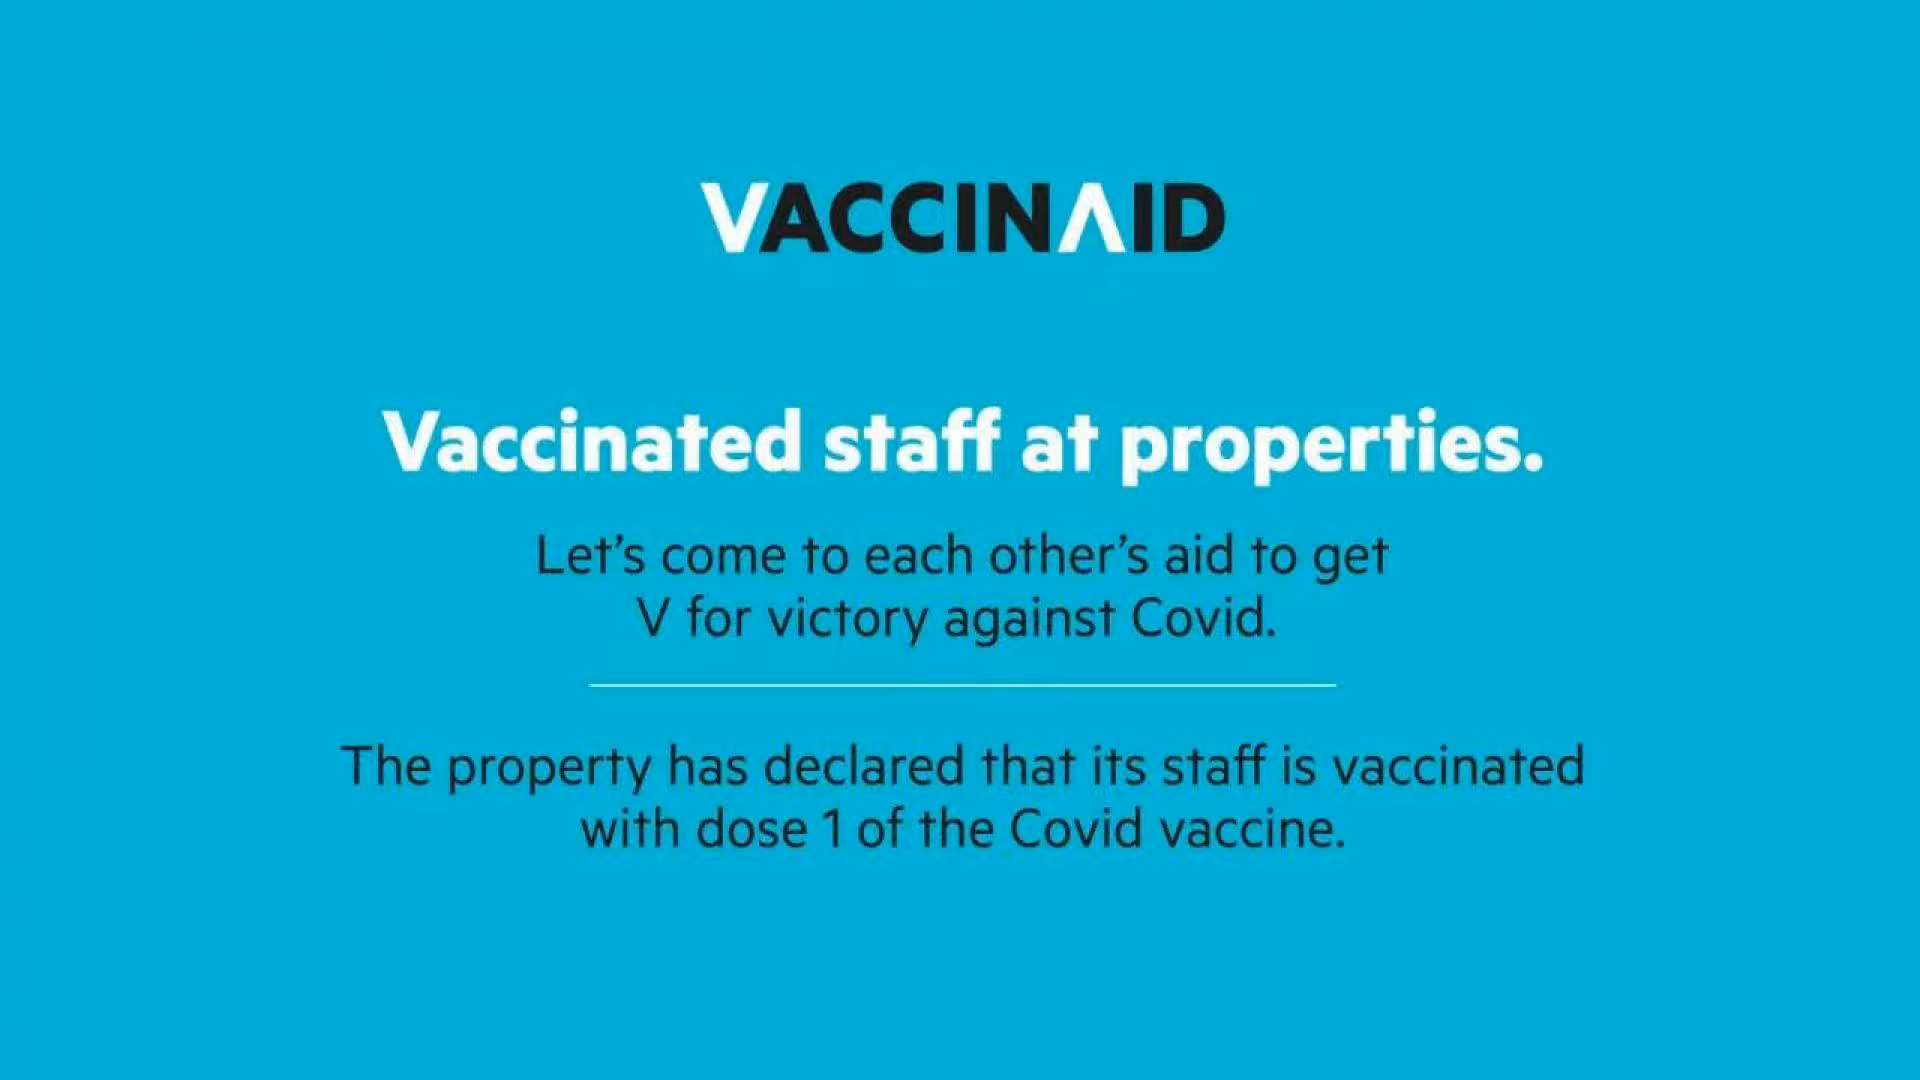 VACCINAID
Vaccinated staff at properties.
Let’s come to each other’s aid to get
V for victory against Covid.
The property has declared that its staff is vaccinated
with dose 1 of the Covid vaccine.